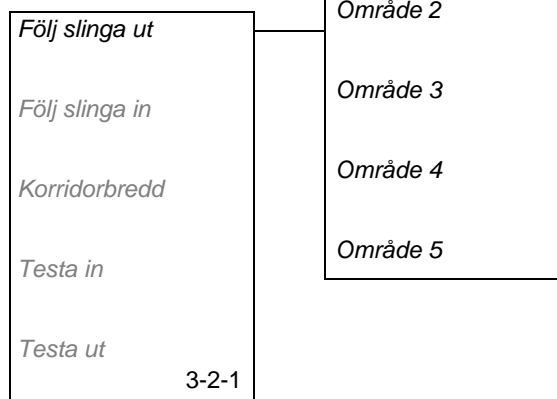 Följ slinga ut
Följ slinga in
Korridorbredd
Testa in
Testa ut
3-2-1
Område 2
Område 3
Område 4
Område 5